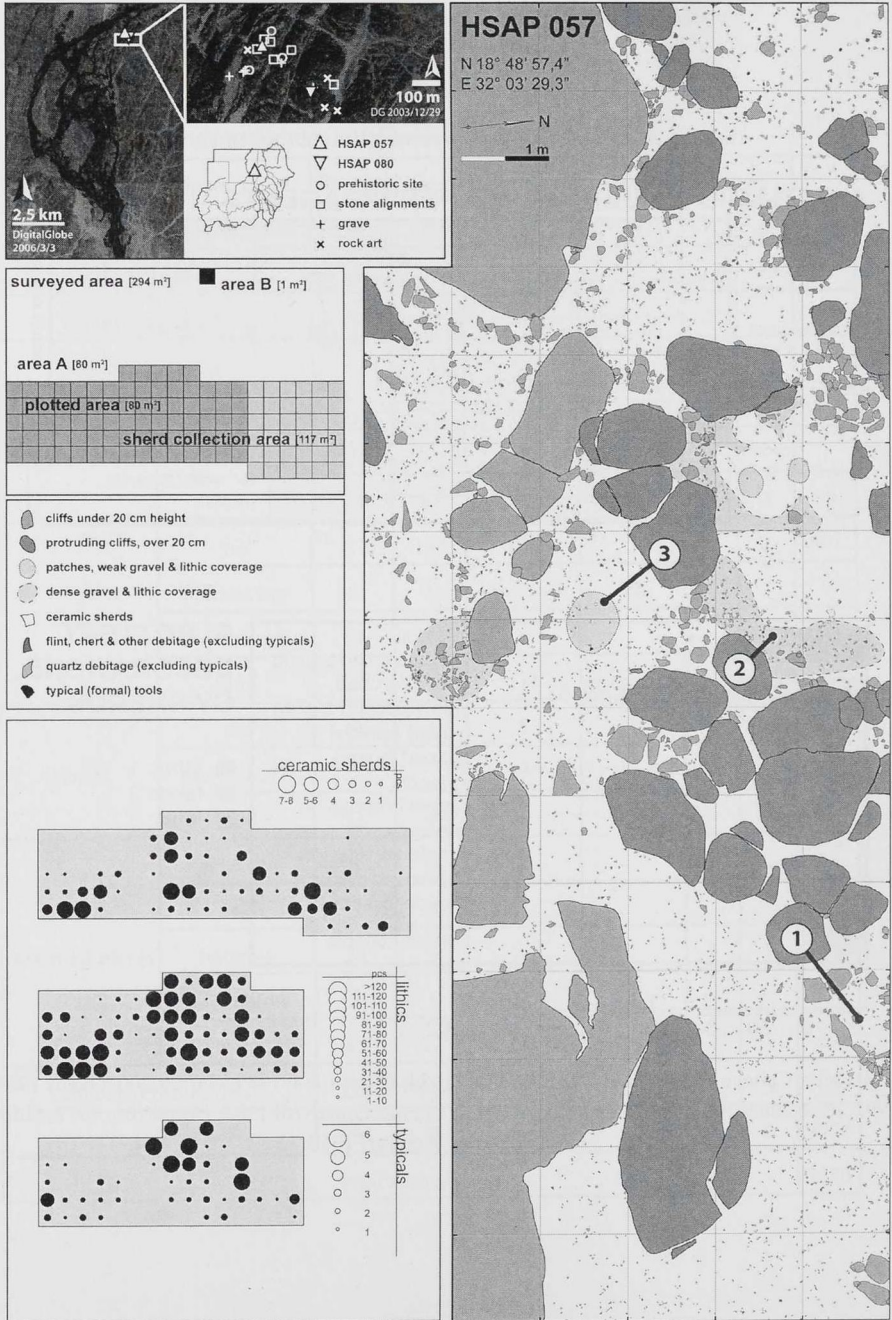 2,5 km
DigitalGlobe
2006/3/3
100 m
DG 2003/12/29
HSAP 057
HSAP 080
prehistoric site
stone alignments
grave
rock art
HSAP 057
N 18° 48' 57,4"
E 32° 03' 29,3"
N
1 m
surveyed area [294 m²]
area B [1 m²]
area A [80 m²]
plotted area [80 m²]
sherd collection area [117 m²]
cliffs under 20 cm height
protruding cliffs, over 20 cm
patches, weak gravel & lithic coverage
dense gravel & lithic coverage
ceramic sherds
flint, chert & other debitage (excluding typicals)
quartz debitage (excluding typicals)
typical (formal) tools
3
2
1
ceramic sherds
pcs
7-8 5-6 4 3 2 1
pcs
lithics
>120
111-120
101-110
91-100
81-90
71-80
61-70
51-60
41-50
31-40
21-30
11-20
1-10
typicals
6
5
4
3
2
1